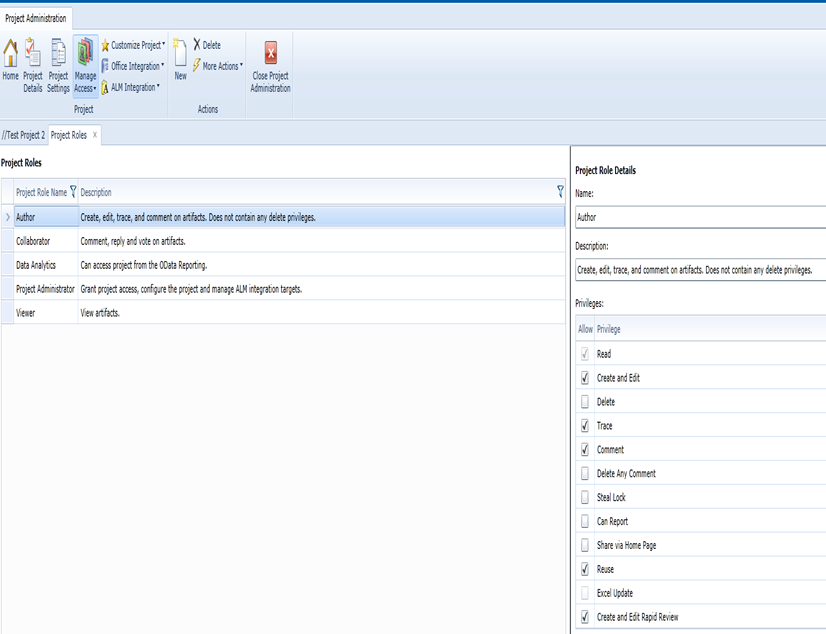 Project Administration
Home
Project Details
Project Settings
Manage Access
Customize Project
Office Integration
ALM Integration
Project
New
Delete
More Actions
Actions
Close Project Administration
//Test Project 2
Project Roles x
Project Roles
Project Role Name Description
Author Create, edit, trace, and comment on artifacts. Does not contain any delete privileges.
Collaborator Comment, reply and vote on artifacts.
Data Analytics Can access project from the OData Reporting.
Project Administrator Grant project access, configure the project and manage ALM integration targets.
Viewer View artifacts.
Project Role Details
Name:
Author
Description:
Create, edit, trace, and comment on artifacts. Does not contain any delete privileges.
Privileges:
Allow Privilege
Read
Create and Edit
Delete
Trace
Comment
Delete Any Comment
Steal Lock
Can Report
Share via Home Page
Reuse
Excel Update
Create and Edit Rapid Review